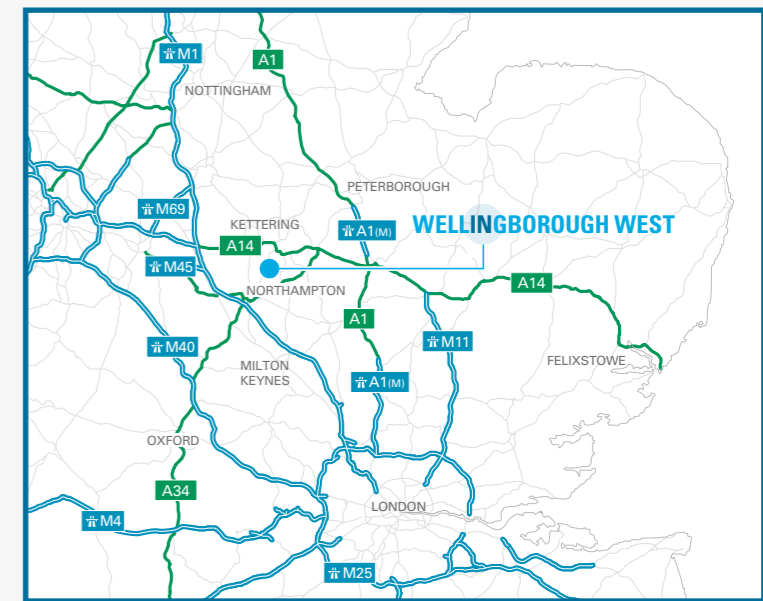 M1
A1
NOTTINGHAM
PETERBOROUGH
M69
KETTERING
A1(M)
WELLINGBOROUGH WEST
A14
M45
NORTHAMPTON
A14
A1
M40
M11
MILTON
KEYNES
FELIXSTOWE
A1(M)
OXFORD
A34
LONDON
M4
M25